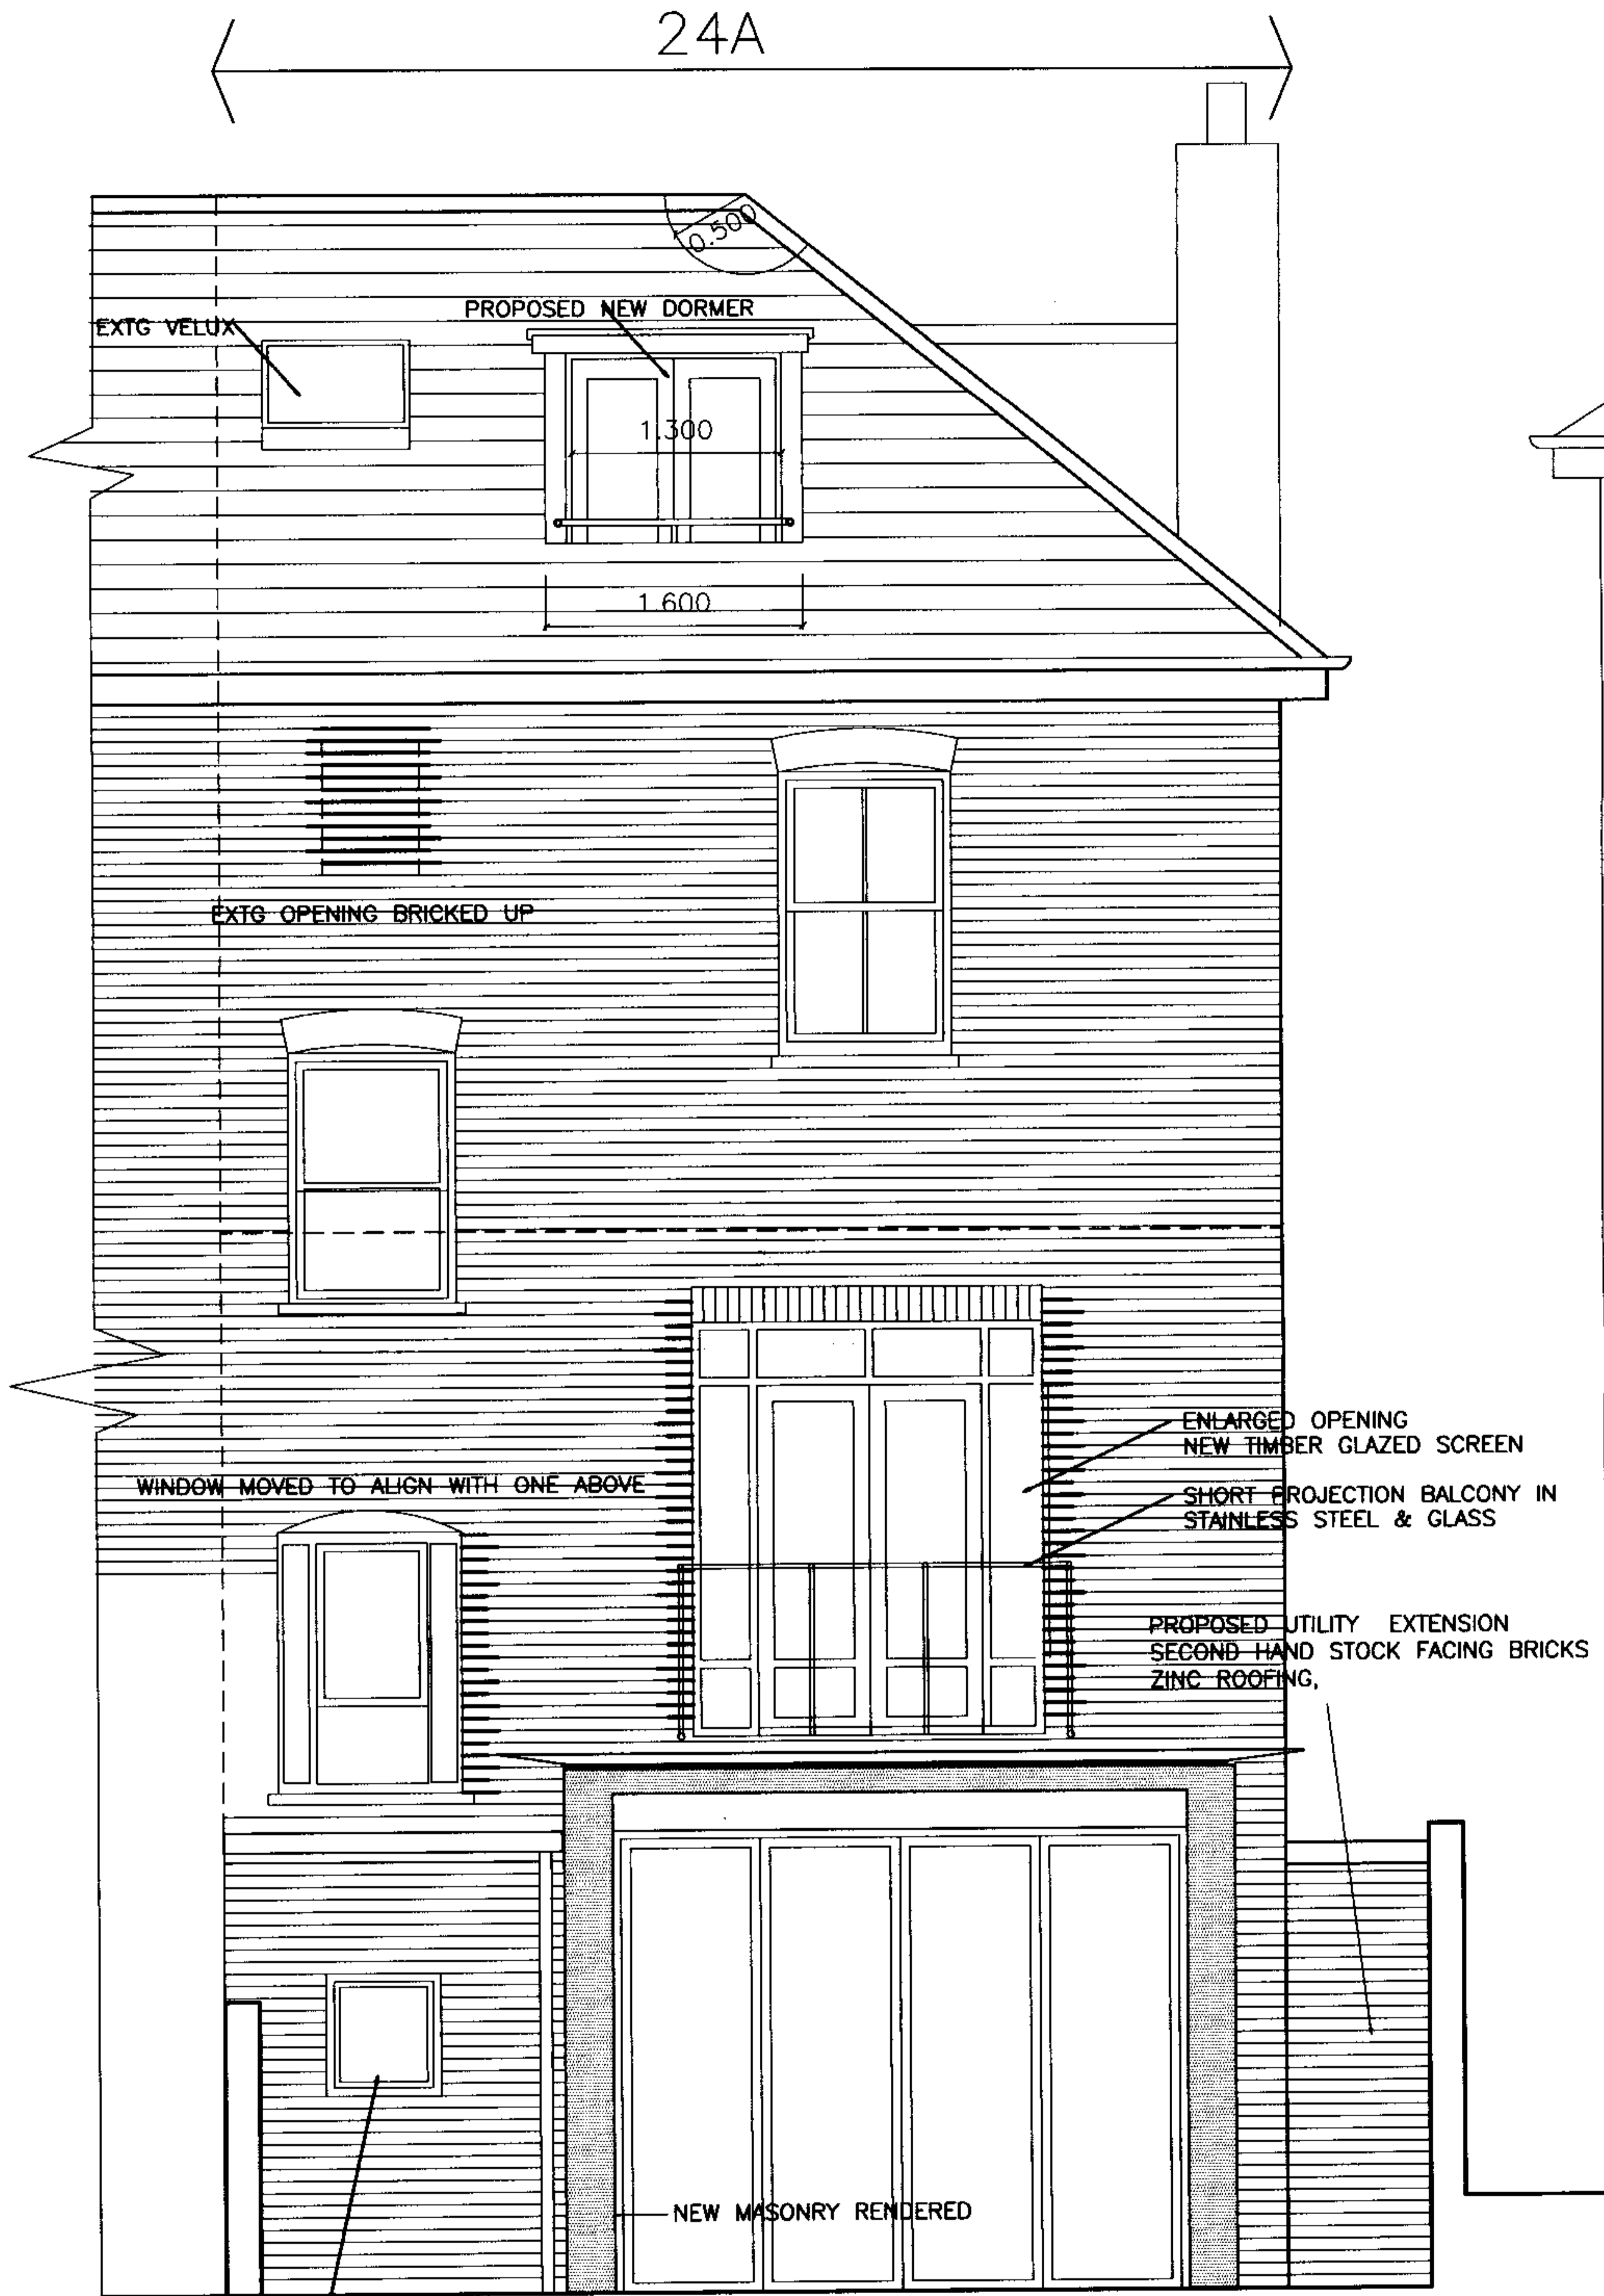 24A
0.500
EXTG VELUX
PROPOSED NEW DORMER
1.300
1.600
EXTG OPENING BRICKED UP
ENLARGED OPENING
NEW TIMBER GLAZED SCREEN
WINDOW MOVED TO ALIGN WITH ONE ABOVE
SHORT PROJECTION BALCONY IN
STAINLESS STEEL & GLASS
PROPOSED UTILITY EXTENSION
SECOND HAND STOCK FACING BRICKS
ZINC ROOFING,
NEW MASONRY RENDERED